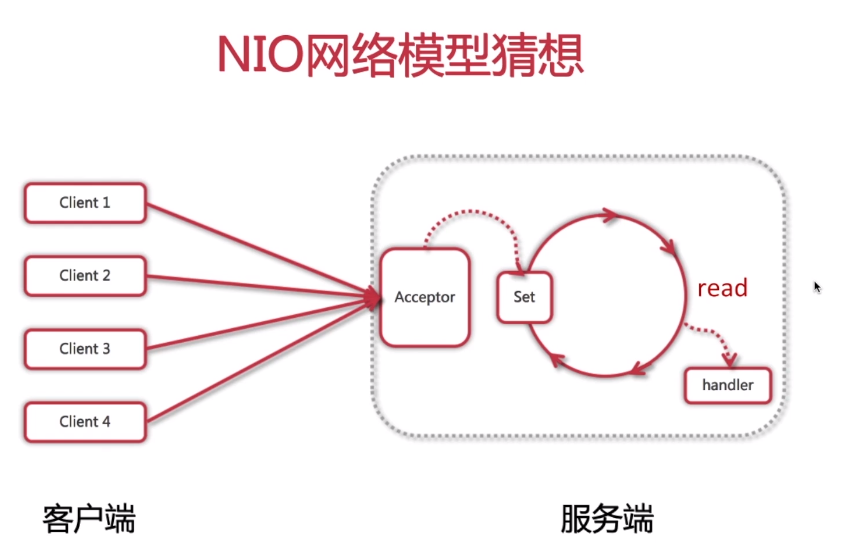 NIO网络模型猜想
Client 1
Client 2
Client 3
Client 4
Acceptor
Set
read
handler
客户端
服务端